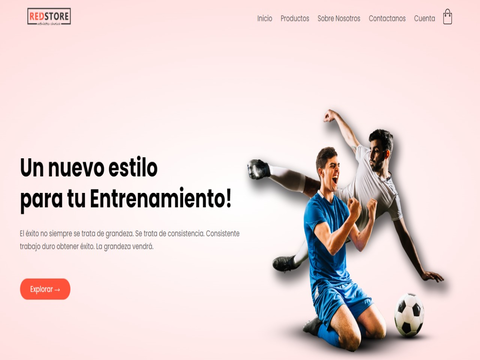 REDSTORE
Inicio Productos Sobre Nosotros Contactanos Cuenta
Un nuevo estilo
para tu Entrenamiento!
El éxito no siempre se trata de grandeza. Se trata de consistencia. Consistente
trabajo duro obtener éxito. La grandeza vendrá.
Explorar →